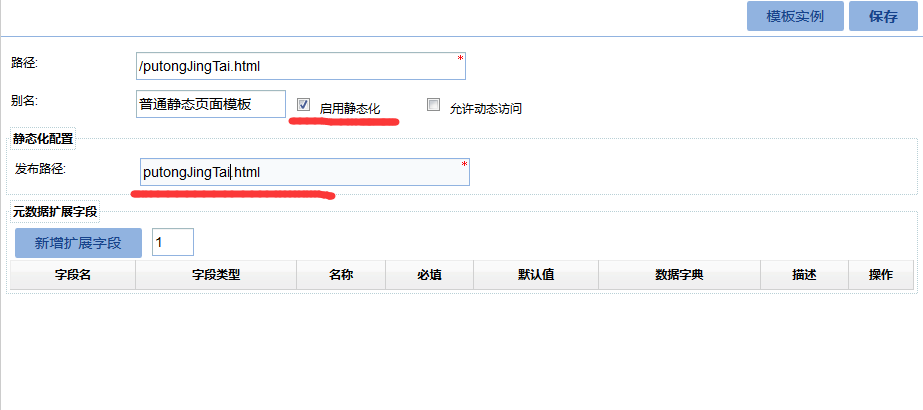 模板实例 保存
路径: /putongJingTai.html *
别名: 普通静态页面模板 启用静态化 允许动态访问
静态化配置
发布路径: putongJingTai.html *
元数据扩展字段
新增扩展字段 1
字段名 字段类型 名称 必填 默认值 数据字典 描述 操作